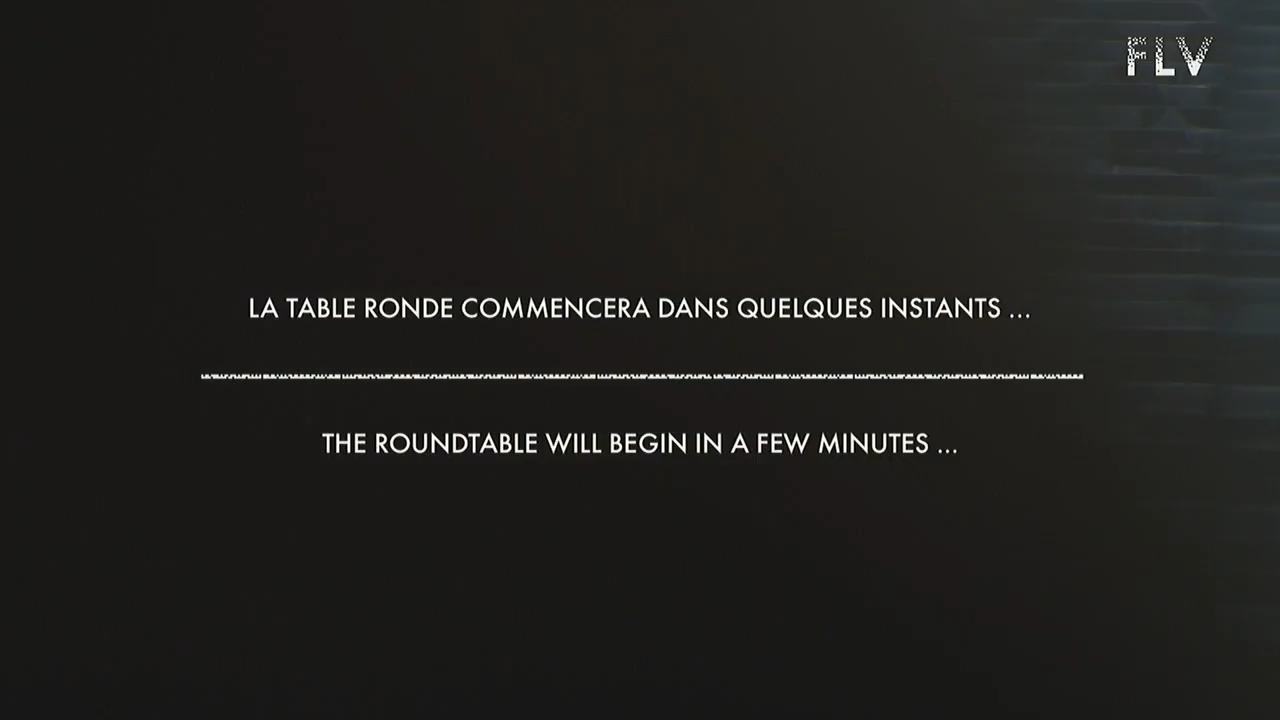 FLV
LA TABLE RONDE COMMENCERA DANS QUELQUES INSTANTS ...
THE ROUNDTABLE WILL BEGIN IN A FEW MINUTES ...